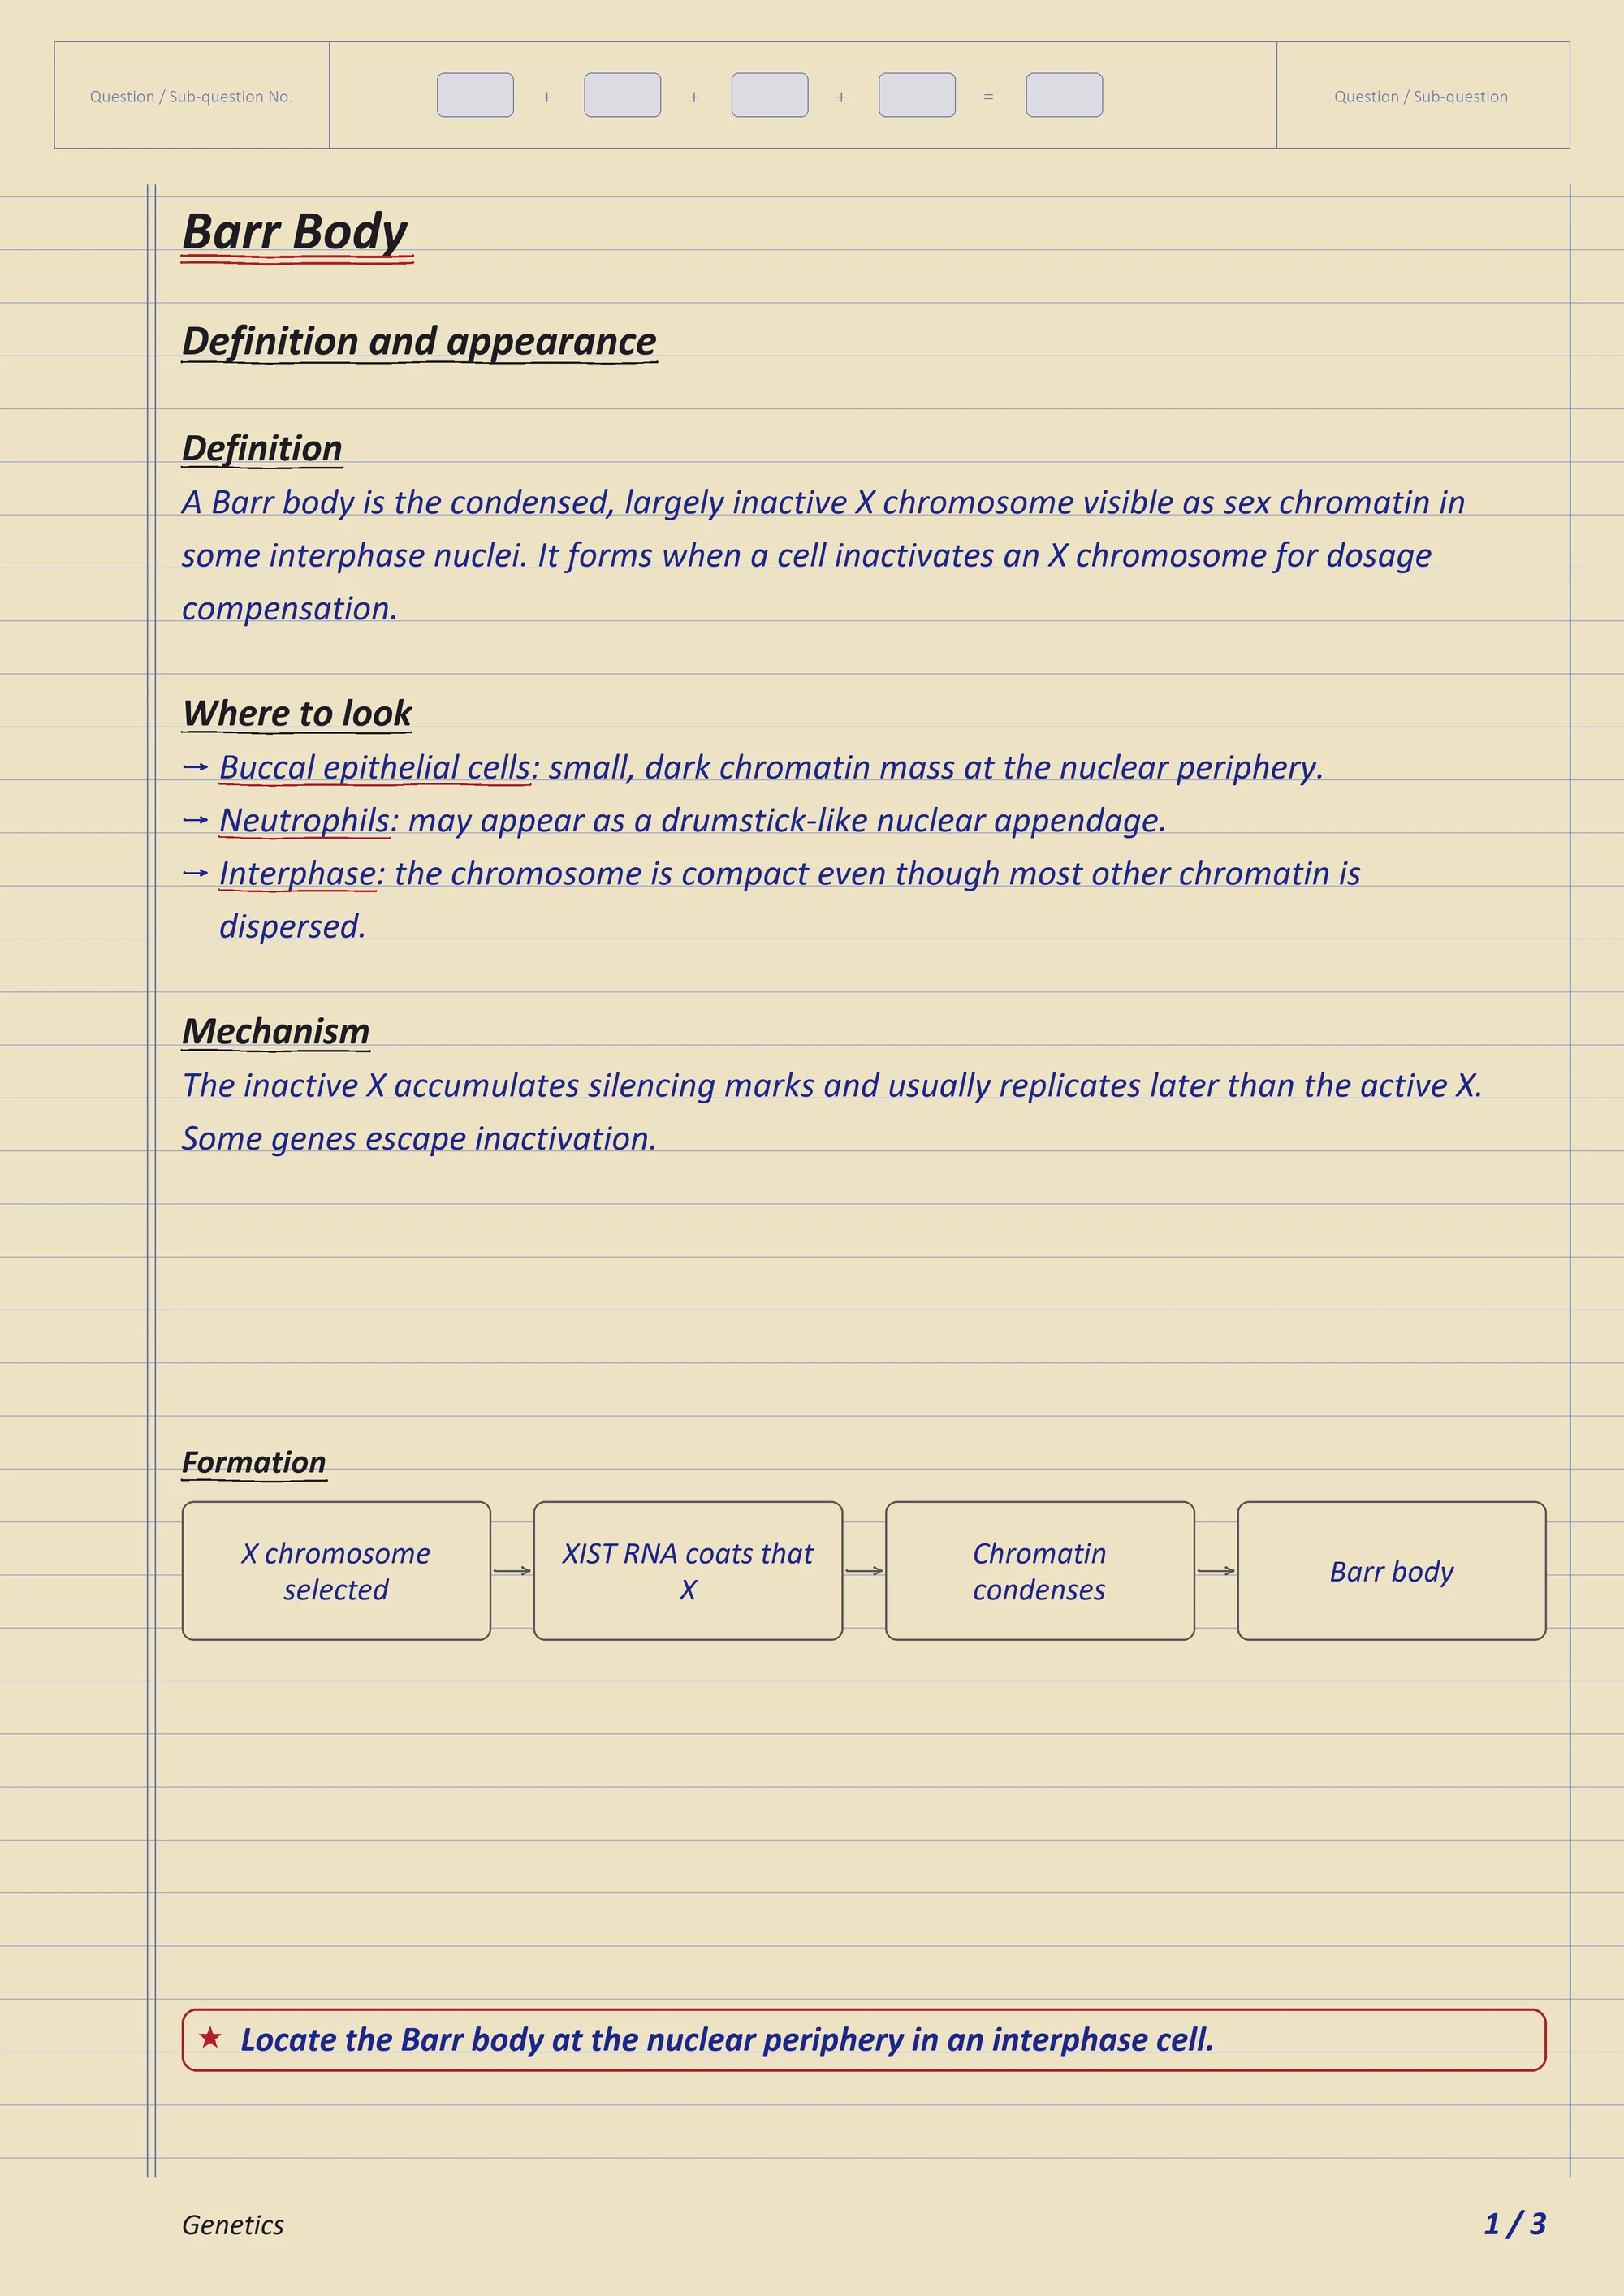 Question / Sub-question No.
+ + + =
Question / Sub-question
Barr Body
Definition and appearance
Definition
A Barr body is the condensed, largely inactive X chromosome visible as sex chromatin in
some interphase nuclei. It forms when a cell inactivates an X chromosome for dosage
compensation.
Where to look
→ Buccal epithelial cells: small, dark chromatin mass at the nuclear periphery.
→ Neutrophils: may appear as a drumstick-like nuclear appendage.
→ Interphase: the chromosome is compact even though most other chromatin is
dispersed.
Mechanism
The inactive X accumulates silencing marks and usually replicates later than the active X.
Some genes escape inactivation.
Formation
X chromosome
selected
XIST RNA coats that
X
Chromatin
condenses
Barr body
★ Locate the Barr body at the nuclear periphery in an interphase cell.
Genetics
1 / 3